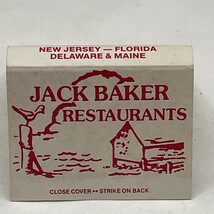 NEW JERSEY — FLORIDA
DELAWARE & MAINE
JACK BAKER
RESTAURANTS
CLOSE COVER •• STRIKE ON BACK